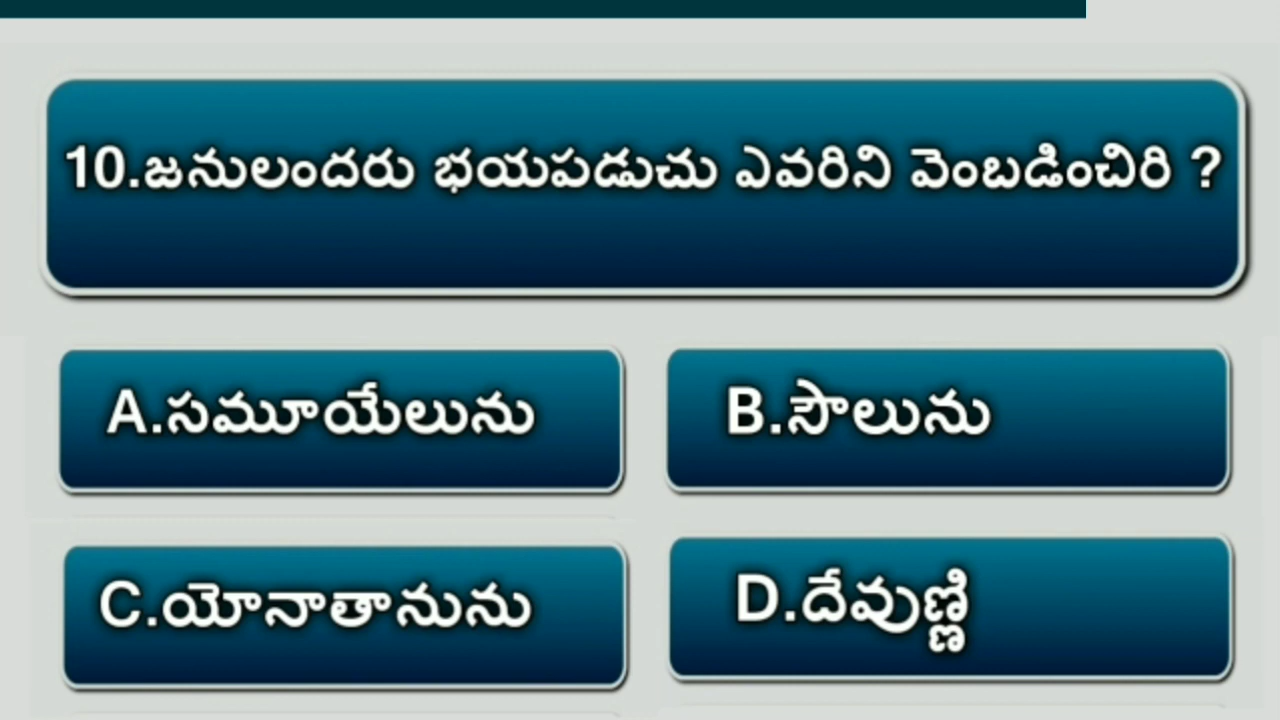 10.జనులందరు భయపడుచు ఎవరిని వెంబడించిరి ?
A.సమూయేలును
B.సౌలును
C.యోనాతానును
D.దేవుణ్ణి